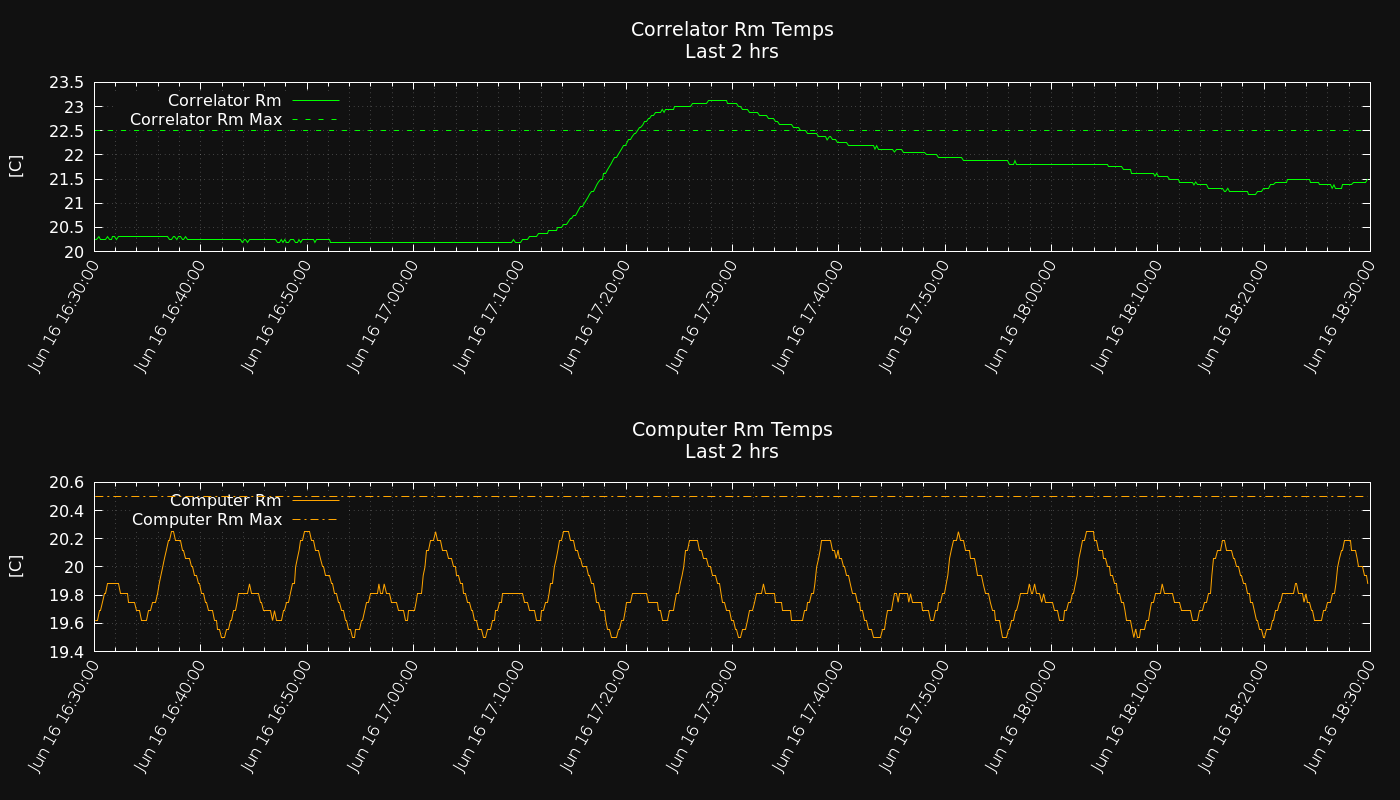 Correlator Rm Temps
Last 2 hrs
23.5
23
22.5
22
21.5
21
20.5
20
[C]
Correlator Rm
Correlator Rm Max
Jun 16 16:30:00
Jun 16 16:40:00
Jun 16 16:50:00
Jun 16 17:00:00
Jun 16 17:10:00
Jun 16 17:20:00
Jun 16 17:30:00
Jun 16 17:40:00
Jun 16 17:50:00
Jun 16 18:00:00
Jun 16 18:10:00
Jun 16 18:20:00
Jun 16 18:30:00
Computer Rm Temps
Last 2 hrs
20.6
20.4
20.2
20
19.8
19.6
19.4
[C]
Computer Rm
Computer Rm Max
Jun 16 16:30:00
Jun 16 16:40:00
Jun 16 16:50:00
Jun 16 17:00:00
Jun 16 17:10:00
Jun 16 17:20:00
Jun 16 17:30:00
Jun 16 17:40:00
Jun 16 17:50:00
Jun 16 18:00:00
Jun 16 18:10:00
Jun 16 18:20:00
Jun 16 18:30:00